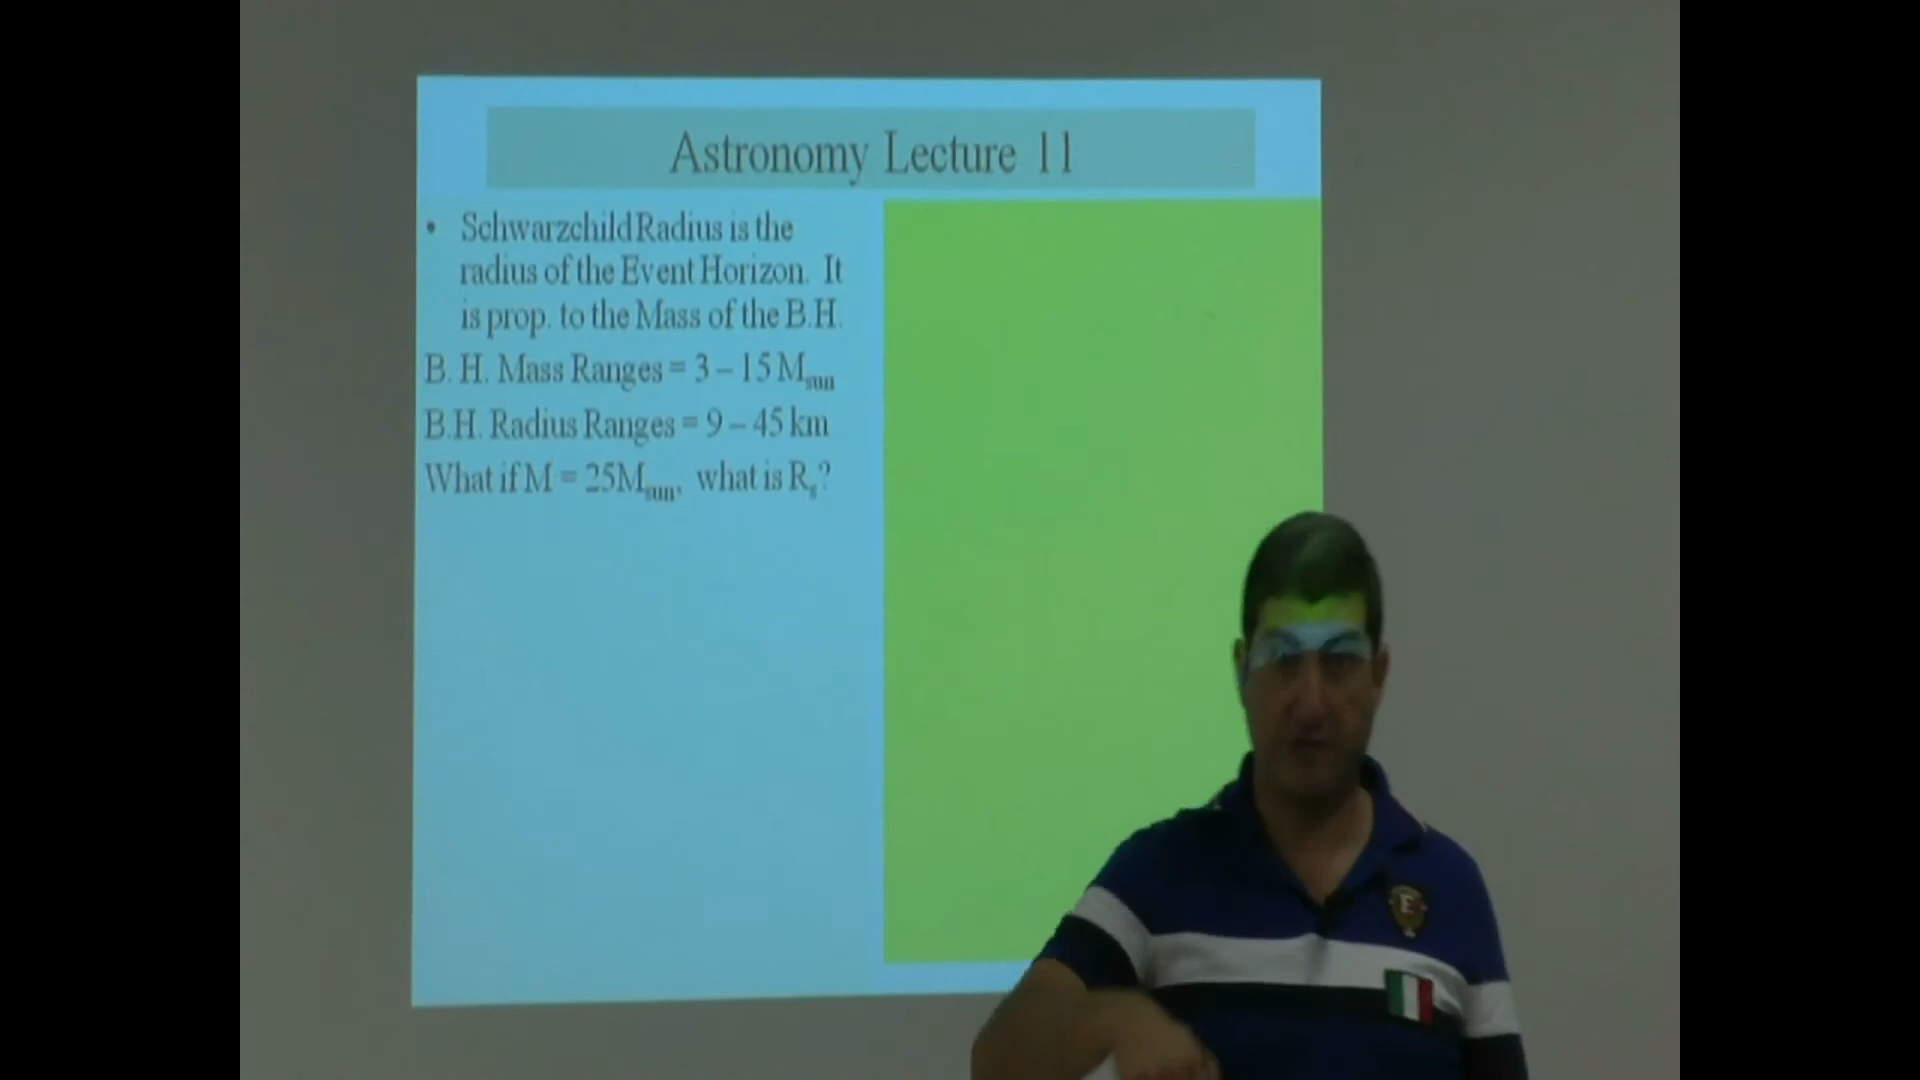 Astronomy Lecture 11
• Schwarzchild Radius is the
radius of the Event Horizon. It
is prop. to the Mass of the B.H.
B. H. Mass Ranges = 3 – 15 Msun
B.H. Radius Ranges = 9 – 45 km
What if M = 25Msun, what is Rs?
E